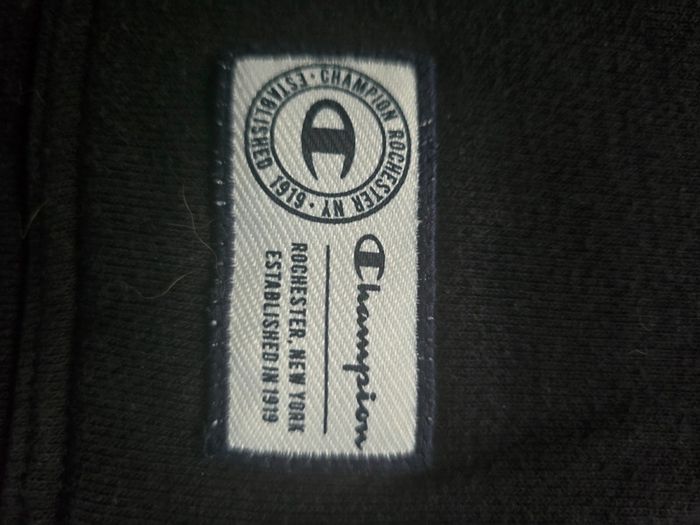 CHAMPION ROCHESTER NY · ESTABLISHED 1919 ·
C
Champion
ROCHESTER, NEW YORK
ESTABLISHED IN 1919